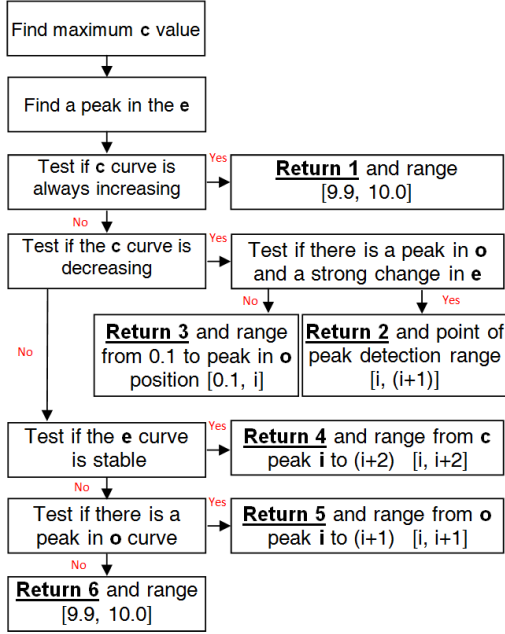 Find maximum c value
Find a peak in the e
Test if c curve is
always increasing
Yes
Return 1 and range
[9.9, 10.0]
No
Test if the c curve is
decreasing
Yes
Test if there is a peak in o
and a strong change in e
No
Yes
Return 3 and range
from 0.1 to peak in o
position [0.1, i]
Return 2 and point of
peak detection range
[i, (i+1)]
No
Test if the e curve
is stable
Yes
Return 4 and range from c
peak i to (i+2) [i, i+2]
No
Test if there is a
peak in o curve
Yes
Return 5 and range from o
peak i to (i+1) [i, i+1]
No
Return 6 and range
[9.9, 10.0]